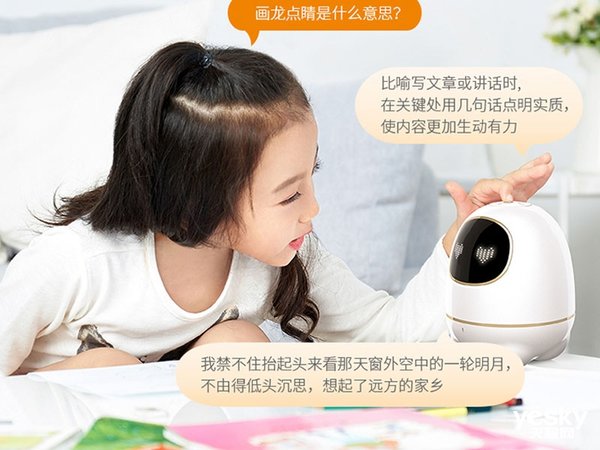 画龙点睛是什么意思?
比喻写文章或讲话时,
在关键处用几句话点明实质,
使内容更加生动有力
我禁不住抬起头来看那天窗外空中的一轮明月,
不由得低头沉思，想起了远方的家乡
yesky